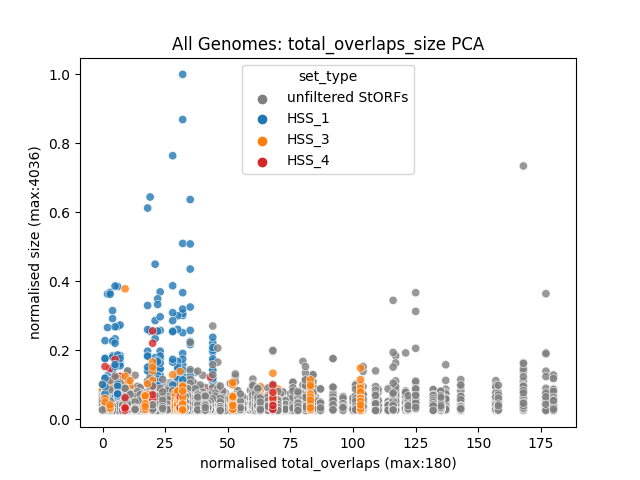 All Genomes: total_overlaps_size PCA
set_type
unfiltered StORFs
HSS_1
HSS_3
HSS_4
normalised size (max:4036)
1.0
0.8
0.6
0.4
0.2
0.0
0 25 50 75 100 125 150 175
normalised total_overlaps (max:180)